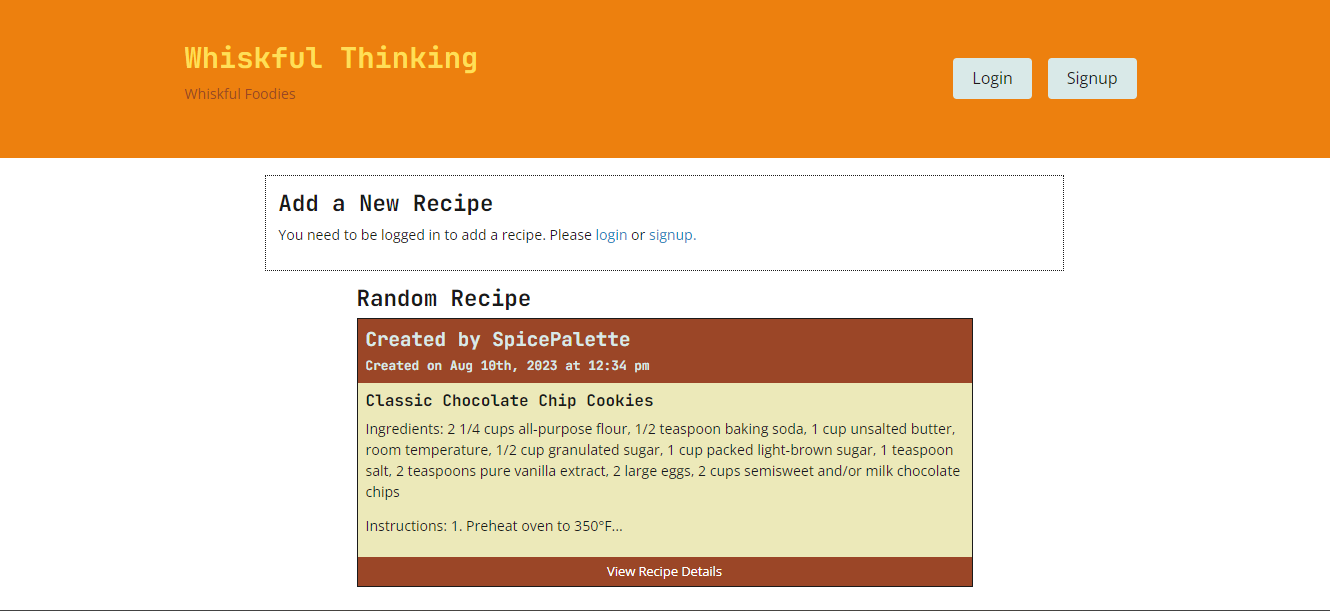 Whiskful Thinking
Whiskful Foodies
Login
Signup
Add a New Recipe
You need to be logged in to add a recipe. Please login or signup.
Random Recipe
Created by SpicePalette
Created on Aug 10th, 2023 at 12:34 pm
Classic Chocolate Chip Cookies
Ingredients: 2 1/4 cups all-purpose flour, 1/2 teaspoon baking soda, 1 cup unsalted butter,
room temperature, 1/2 cup granulated sugar, 1 cup packed light-brown sugar, 1 teaspoon
salt, 2 teaspoons pure vanilla extract, 2 large eggs, 2 cups semisweet and/or milk chocolate
chips
Instructions: 1. Preheat oven to 350°F...
View Recipe Details